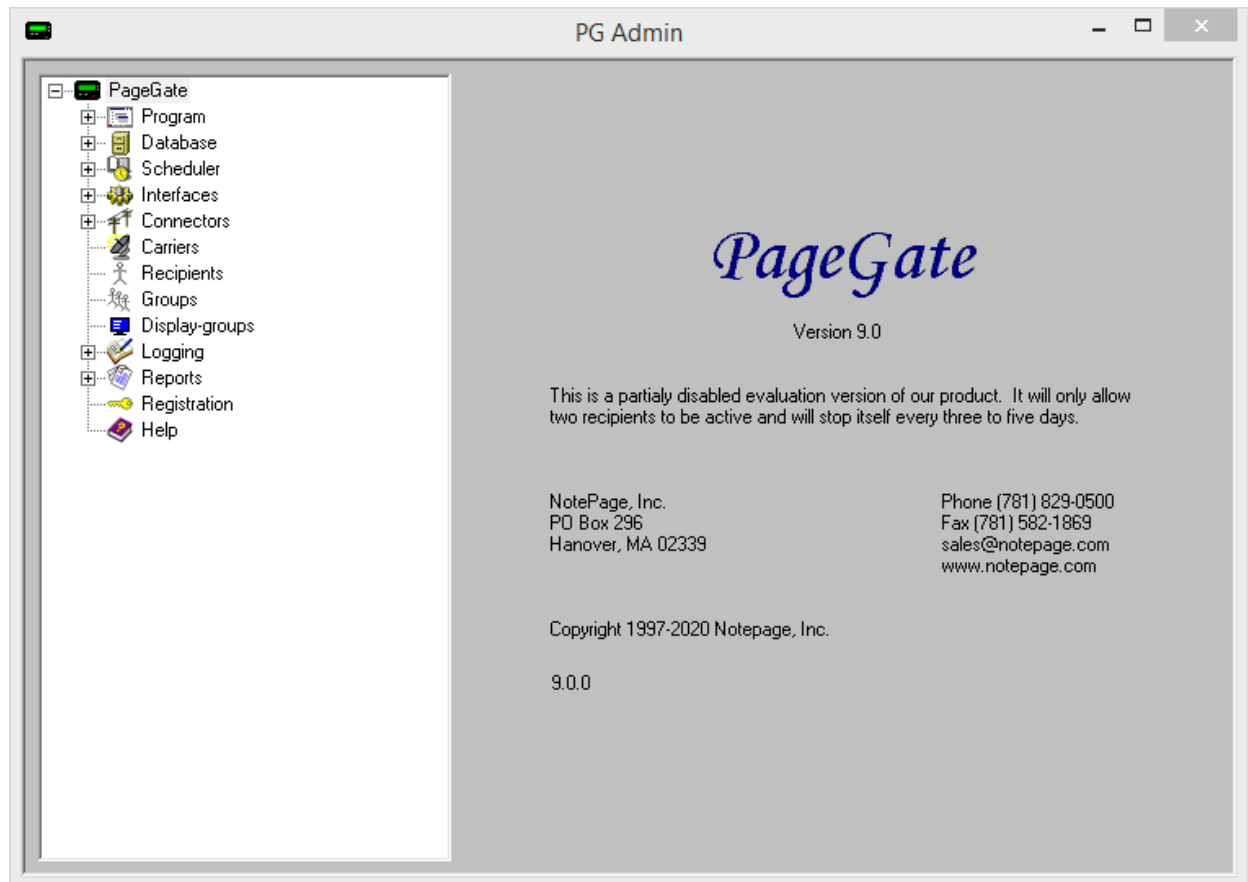 PG Admin
PageGate
Program
Database
Scheduler
Interfaces
Connectors
Carriers
Recipients
Groups
Display-groups
Logging
Reports
Registration
Help
PageGate
Version 9.0
This is a partialy disabled evaluation version of our product. It will only allow
two recipients to be active and will stop itself every three to five days.
NotePage, Inc.
PO Box 296
Hanover, MA 02339
Phone (781) 829-0500
Fax (781) 582-1869
sales@notepage.com
www.notepage.com
Copyright 1997-2020 Notepage, Inc.
9.0.0